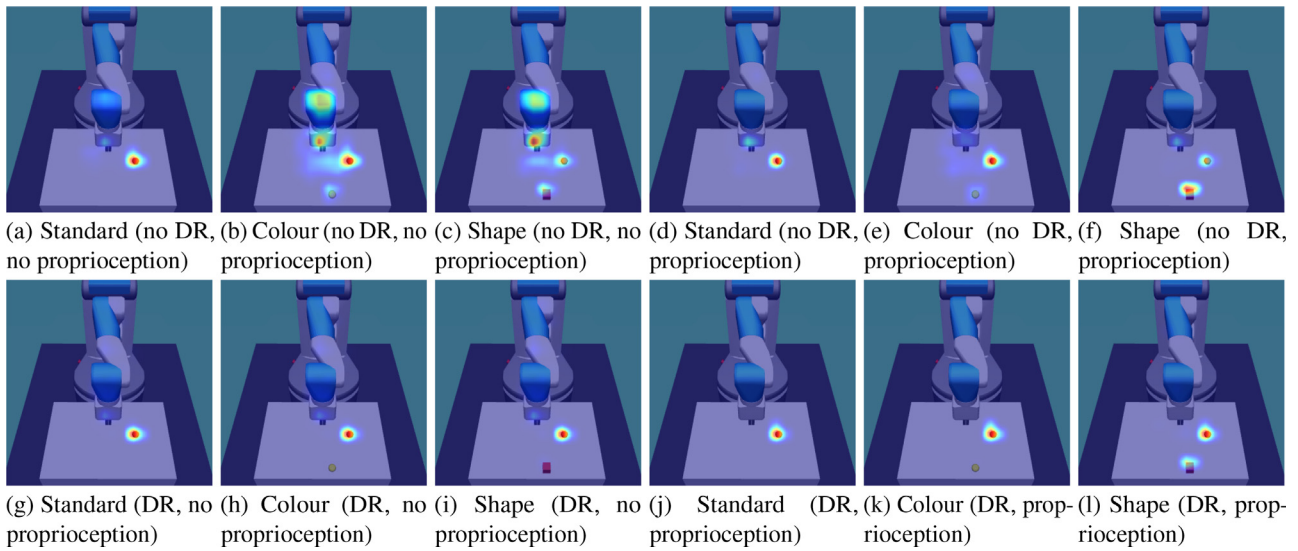 (a) Standard (no DR, no proprioception)
(b) Colour (no DR, no proprioception)
(c) Shape (no DR, no proprioception)
(d) Standard (no DR, proprioception)
(e) Colour (no DR, proprioception)
(f) Shape (no DR, proprioception)
(g) Standard (DR, no proprioception)
(h) Colour (DR, no proprioception)
(i) Shape (DR, no proprioception)
(j) Standard (DR, proprioception)
(k) Colour (DR, prop-
rioception)
(l) Shape (DR, prop-
rioception)